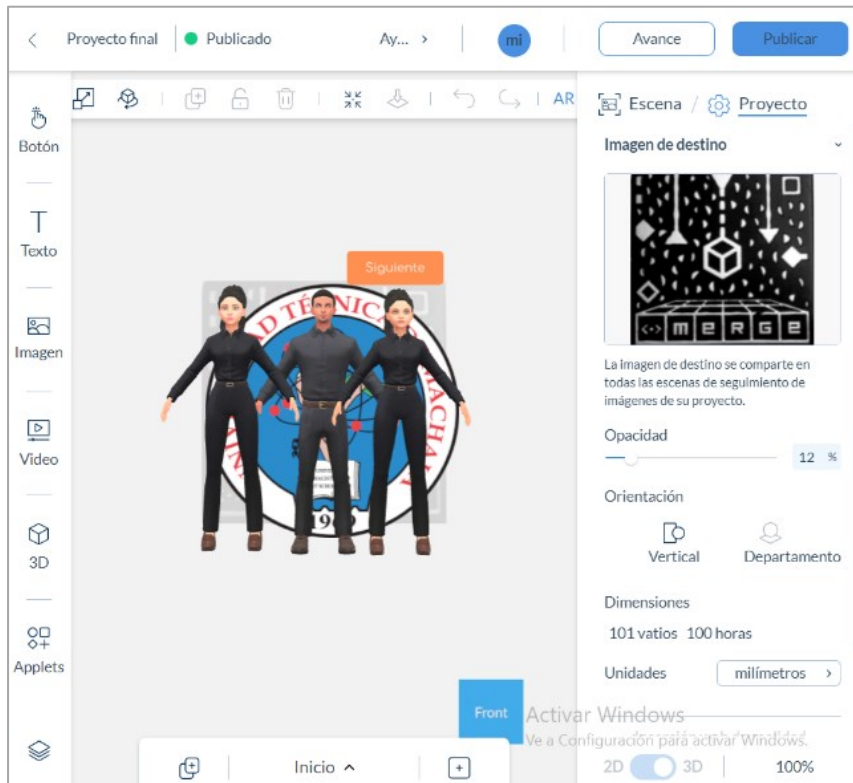 Proyecto final
Publicado
Ay...
mi
Avance
Publicar
AR
Escena / Proyecto
Botón
Texto
Imagen
Video
3D
Applets
Siguiente
1969
Front
Inicio
Imagen de destino
MERGE
La imagen de destino se comparte en
todas las escenas de seguimiento de
imágenes de su proyecto.
Opacidad
12 %
Orientación
Vertical
Departamento
Dimensiones
101 vatios 100 horas
Unidades
milímetros
Activar Windows
Ve a Configuración para activar Windows.
2D
3D
100%